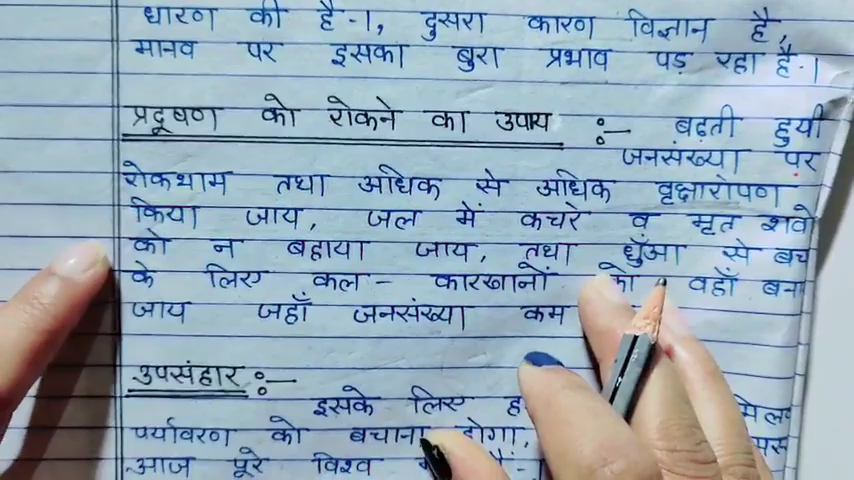 धारण की है-।, दुसरा कारण विज्ञान है,
मानव पर इसका बुरा प्रभाव पड़ रहा है-।
प्रदूषण को रोकने का उपाय :- बढ़ती हुयी
जनसंख्या पर
रोकथाम तथा अधिक से अधिक वृक्षारोपण
किया जाय, जल में कचरे व मृत शवो
को न बहाया जाय, तथा धुँआ से
के लिए कल-कारखानों को वहाँ
जाय जहाँ जनसंख्या कम
उपसंहार :-
इसके लिए
पर्यावरण को बचाना होगा,
आज पूरे विश्व